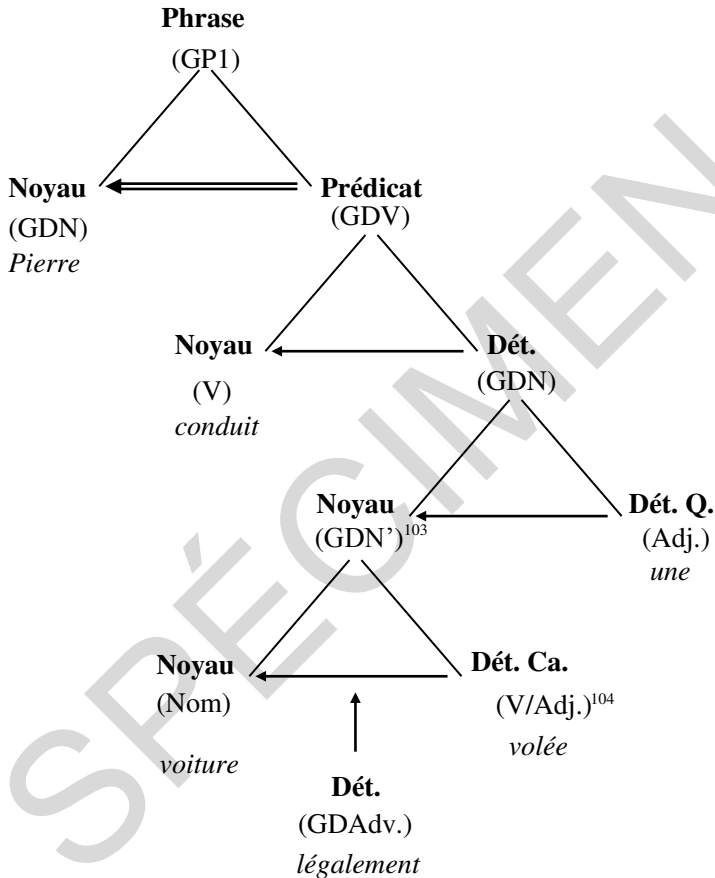 Phrase
(GP1)
Noyau
(GDN)
Pierre
Prédicat
(GDV)
Noyau
(V)
conduit
Dét.
(GDN)
Noyau
(GDN’)103
Dét. Q.
(Adj.)
une
Noyau
(Nom)
voiture
Dét. Ca.
(V/Adj.)104
volée
Dét.
(GDAdv.)
légalement
SPÉCIMEN